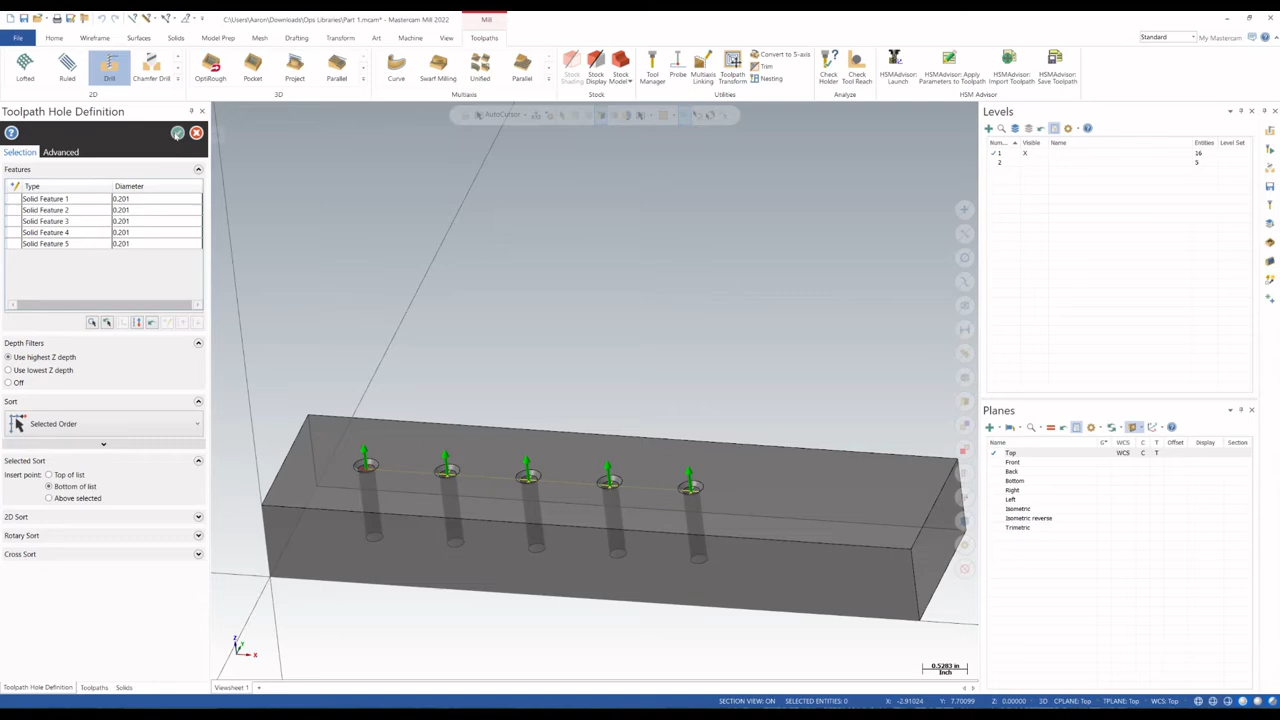 C:\Users\Aaron\Downloads\Ops Libraries\Part 1.mcam* - Mastercam Mill 2022
Mill
File Home Wireframe Surfaces Solids Model Prep Mesh Drafting Transform Art Machine View Toolpaths
Standard
My Mastercam
Lofted Ruled Drill Chamfer Drill OptiRough Pocket Project Parallel Curve Swarf Milling Unified Parallel
Stock Shading Stock Display Stock Model Tool Manager Probe Multiaxis Linking Toolpath Transform
Convert to 5-axis
Trim
Nesting
Check Holder Check Tool Reach
HSMAdvisor: Launch HSMAdvisor: Apply Parameters to Toolpath HSMAdvisor: Import Toolpath HSMAdvisor: Save Toolpath
2D 3D Multiaxis Stock Utilities Analyze HSM Advisor
Toolpath Hole Definition
Selection Advanced
Features
Type Diameter
Solid Feature 1 0.201
Solid Feature 2 0.201
Solid Feature 3 0.201
Solid Feature 4 0.201
Solid Feature 5 0.201
Depth Filters
Use highest Z depth
Use lowest Z depth
Off
Sort
Selected Order
Selected Sort
Insert point: Top of list
Bottom of list
Above selected
2D Sort
Rotary Sort
Cross Sort
Toolpath Hole Definition Toolpaths Solids
AutoCursor
Z
Y
X
0.5283 in
Inch
Viewsheet 1 +
Levels
Num... Visible Name Entities Level Set
1 X 16
2 5
Planes
Name G WCS C T Offset Display Section
Top WCS C T
Front
Back
Bottom
Right
Left
Isometric
Isometric reverse
Trimetric
SECTION VIEW: ON SELECTED ENTITIES: 0 X: -2.91024 Y: 7.70099 Z: 0.00000 3D CPLANE: Top TPLANE: Top WCS: Top